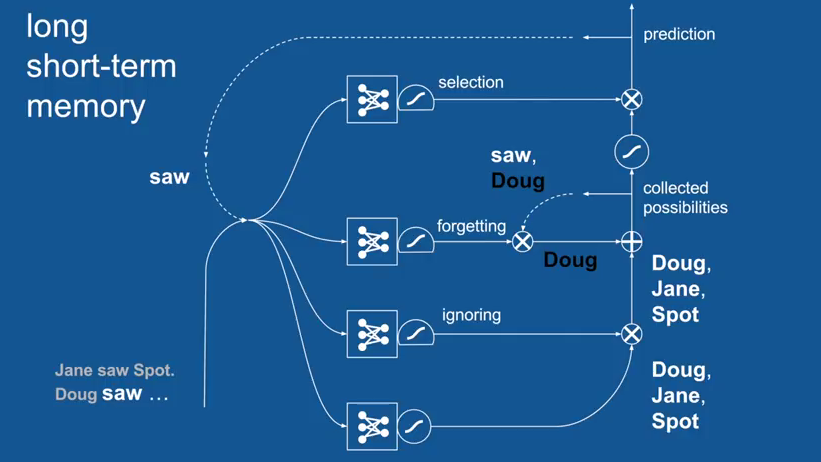 long
short-term
memory
prediction
selection
saw,
Doug
saw
collected
possibilities
forgetting
Doug
Doug,
Jane,
Spot
ignoring
Jane saw Spot.
Doug saw …
Doug,
Jane,
Spot